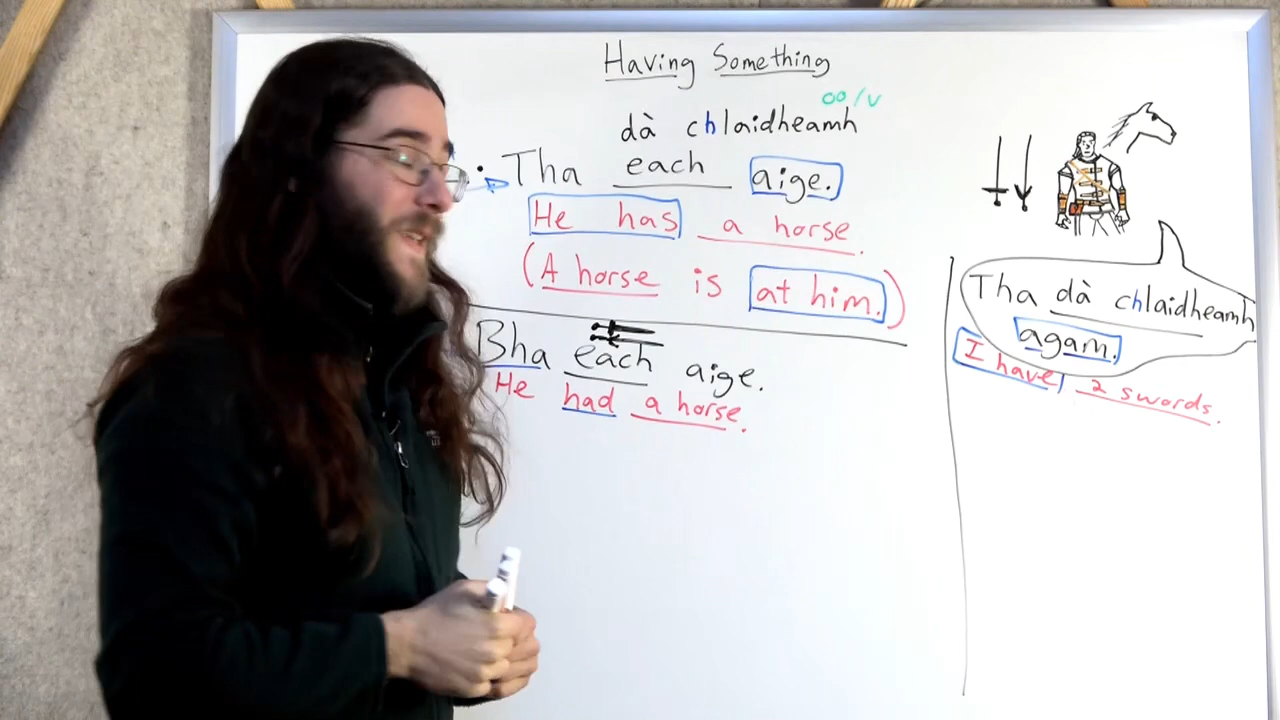 Having Something
oo/v
dà chlaidheamh
Tha each aige.
He has a horse.
(A horse is at him.)
Bha each aige.
He had a horse.
Tha dà chlaidheamh
agam.
I have 2 swords.